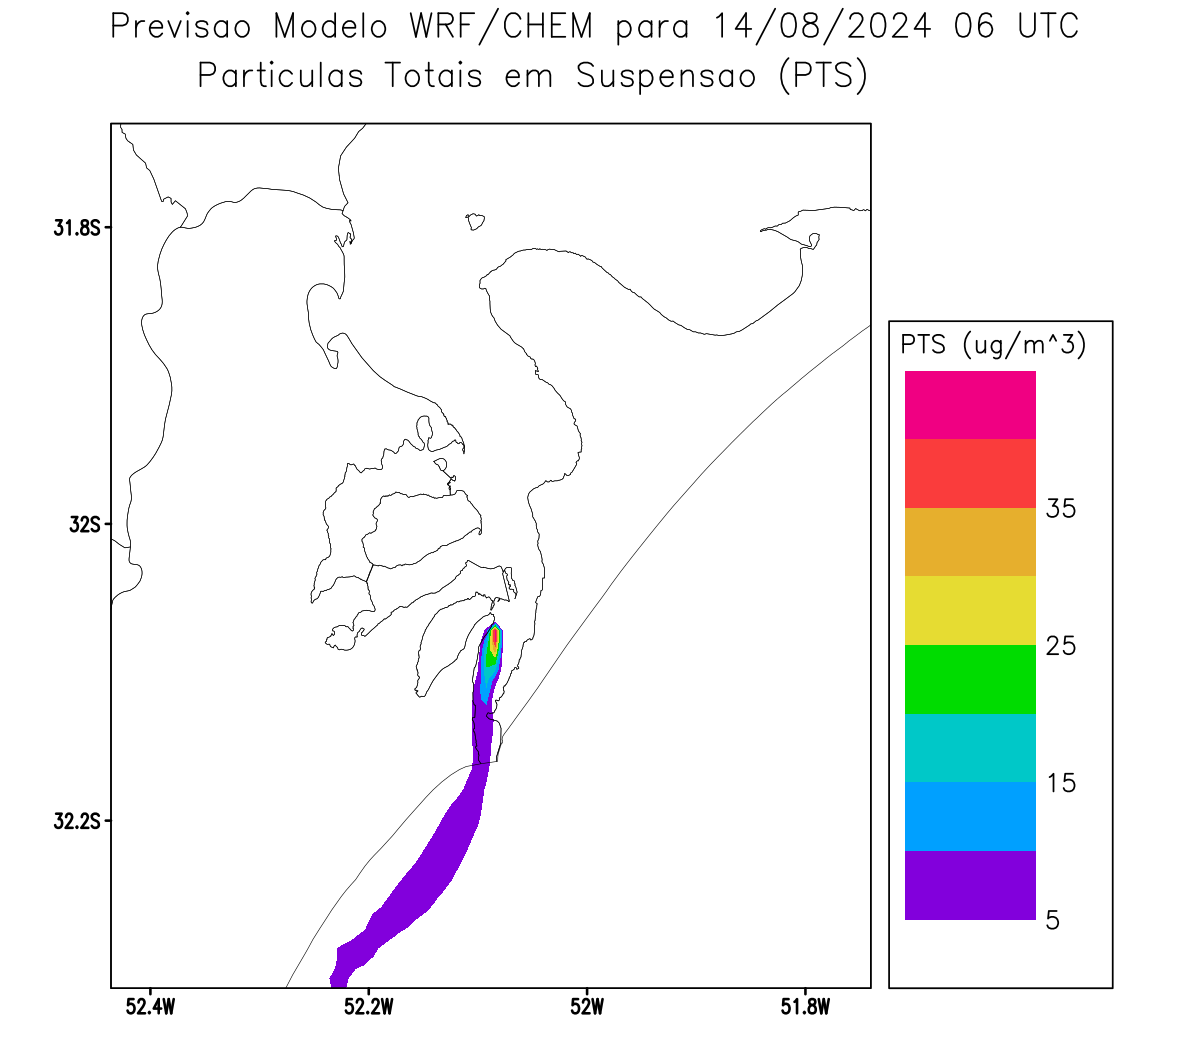 Previsao Modelo WRF/CHEM para 14/08/2024 06 UTC
Particulas Totais em Suspensao (PTS)
31.8S
32S
32.2S
52.4W
52.2W
52W
51.8W
PTS (ug/m^3)
35
25
15
5